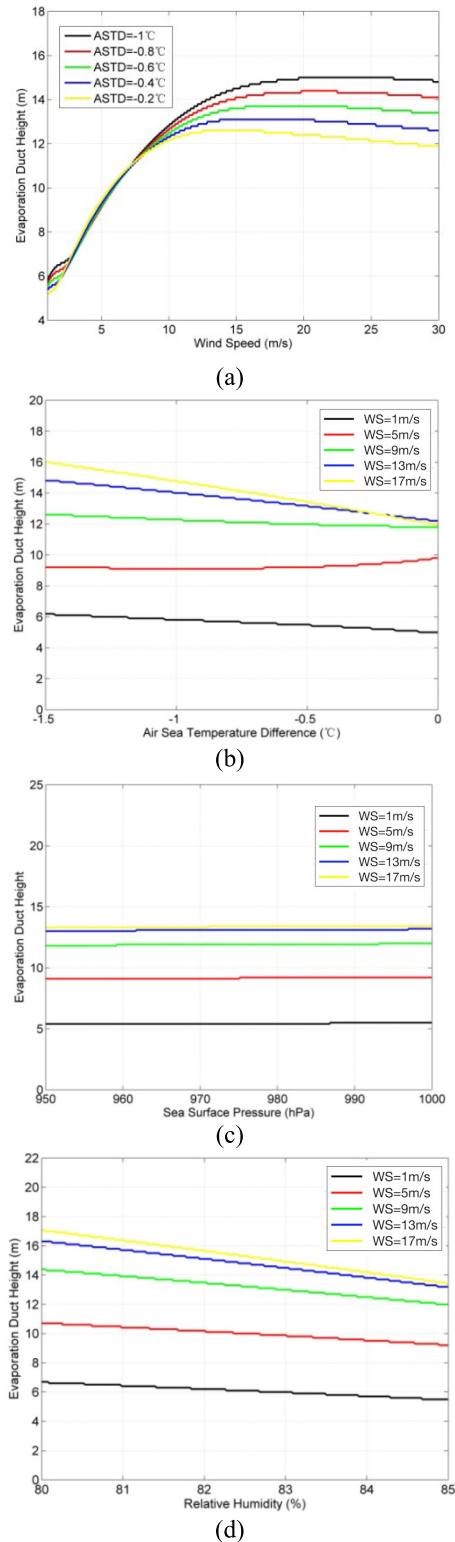 18
16
14
12
10
8
6
4
Evaporation Duct Height (m)
ASTD=-1℃
ASTD=-0.8℃
ASTD=-0.6℃
ASTD=-0.4℃
ASTD=-0.2℃
5 10 15 20 25 30
Wind Speed (m/s)
(a)
20
18
16
14
12
10
8
6
4
2
0
Evaporation Duct Height (m)
WS=1m/s
WS=5m/s
WS=9m/s
WS=13m/s
WS=17m/s
-1.5 -1 -0.5 0
Air Sea Temperature Difference (℃)
(b)
25
20
15
10
5
0
Evaporation Duct Height
WS=1m/s
WS=5m/s
WS=9m/s
WS=13m/s
WS=17m/s
950 960 970 980 990 1000
Sea Surface Pressure (hPa)
(c)
22
20
18
16
14
12
10
8
6
4
2
0
Evaporation Duct Height (m)
WS=1m/s
WS=5m/s
WS=9m/s
WS=13m/s
WS=17m/s
80 81 82 83 84 85
Relative Humidity (%)
(d)